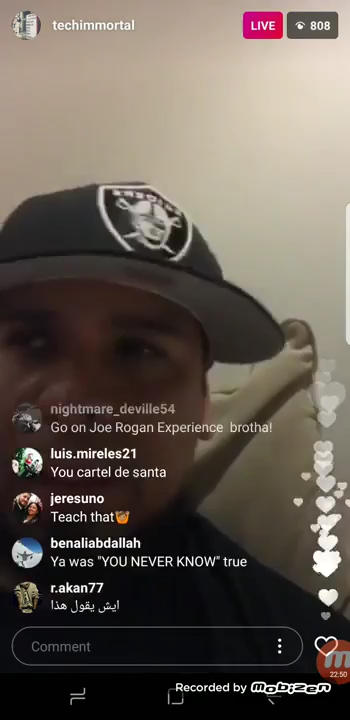 techimmortal
LIVE
808
RAIDERS
nightmare_deville54
Go on Joe Rogan Experience brotha!
luis.mireles21
You cartel de santa
jeresuno
Teach that
benaliabdallah
Ya was "YOU NEVER KNOW" true
r.akan77
ايش يقول هذا
Comment
22:50
Recorded by Mobizen